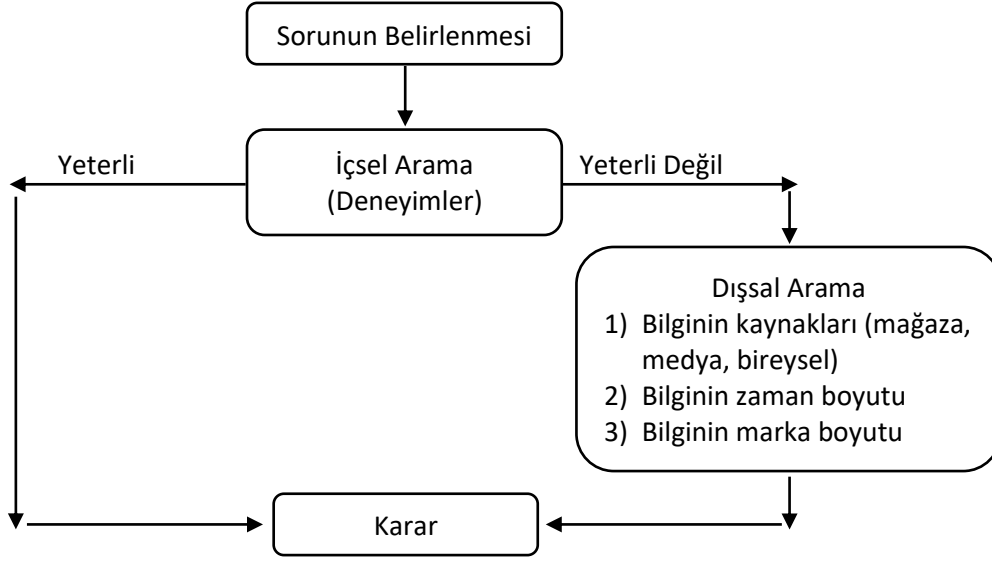 Sorunun Belirlenmesi
Yeterli
İçsel Arama
(Deneyimler)
Yeterli Değil
Dışsal Arama
1) Bilginin kaynakları (mağaza,
medya, bireysel)
2) Bilginin zaman boyutu
3) Bilginin marka boyutu
Karar